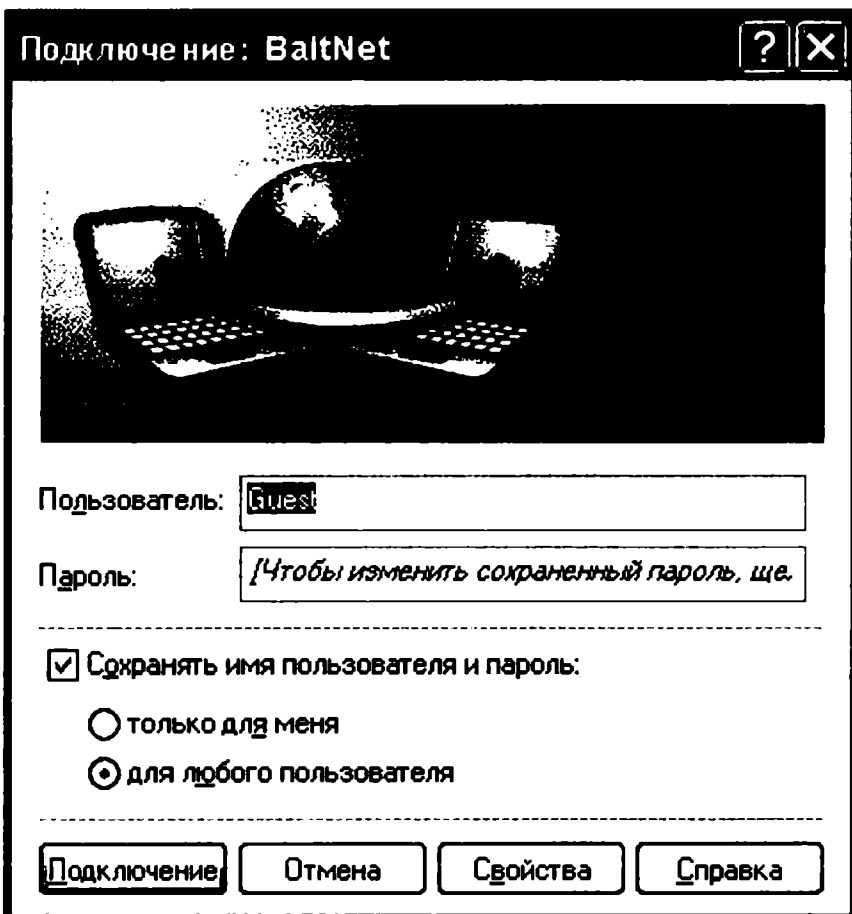 Подключение: BaltNet
Пользователь: Guest
Пароль: [Чтобы изменить сохраненный пароль, ще.
Сохранять имя пользователя и пароль:
только для меня
для любого пользователя
Подключение Отмена Свойства Справка